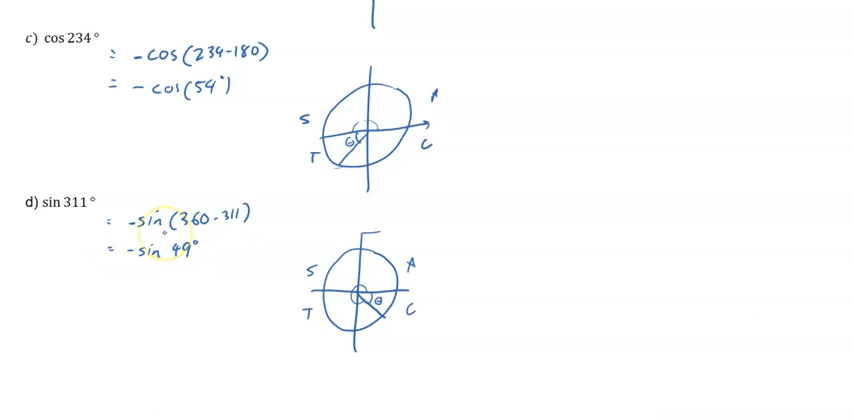 c) cos 234°
= -cos(234-180)
= -cos(54°)
A
S
θ
T
C
d) sin 311°
= -sin(360-311)
= -sin 49°
S
A
θ
T
C